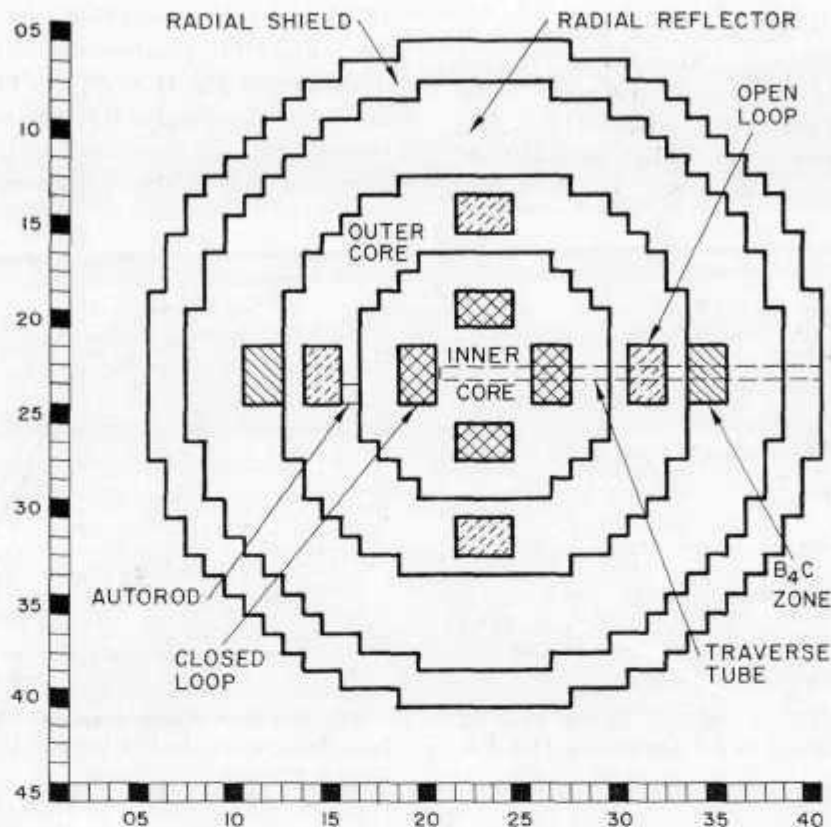 05
RADIAL SHIELD
RADIAL REFLECTOR
OPEN
LOOP
10
15
OUTER
CORE
20
INNER
CORE
25
30
B₄C
ZONE
AUTOROD
35
CLOSED
LOOP
TRAVERSE
TUBE
40
45
05 10 15 20 25 30 35 40